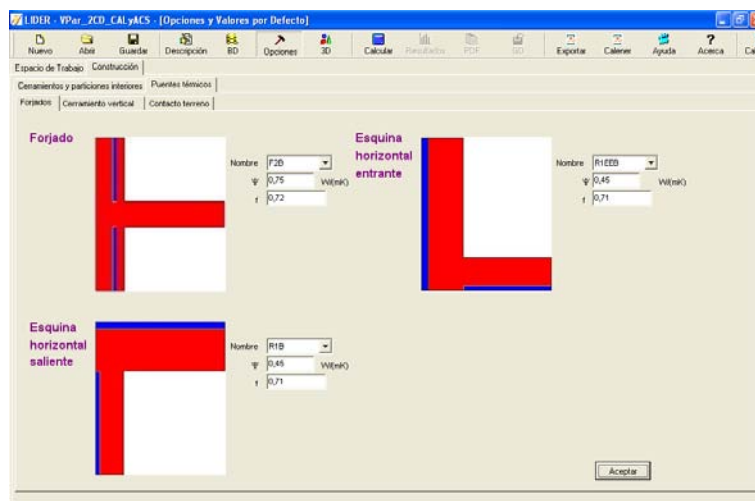 LIDER - VPar_2CD_CALyACS - [Opciones y Valores por Defecto]
Nuevo Abrir Guardar Descripción BD Opciones 3D Calcular Resultados PDF Exportar Calener Ayuda Acerca
Espacio de Trabajo Construcción
Cerramientos y particiones interiores Puentes térmicos
Forjados Cerramiento vertical Contacto terreno
Forjado
Nombre F2B
Ψ 0,75 W/(mK)
f 0,72
Esquina
horizontal
entrante
Nombre R1EEB
Ψ 0,45 W/(mK)
f 0,71
Esquina
horizontal
saliente
Nombre R1B
Ψ 0,45 W/(mK)
f 0,71
Aceptar